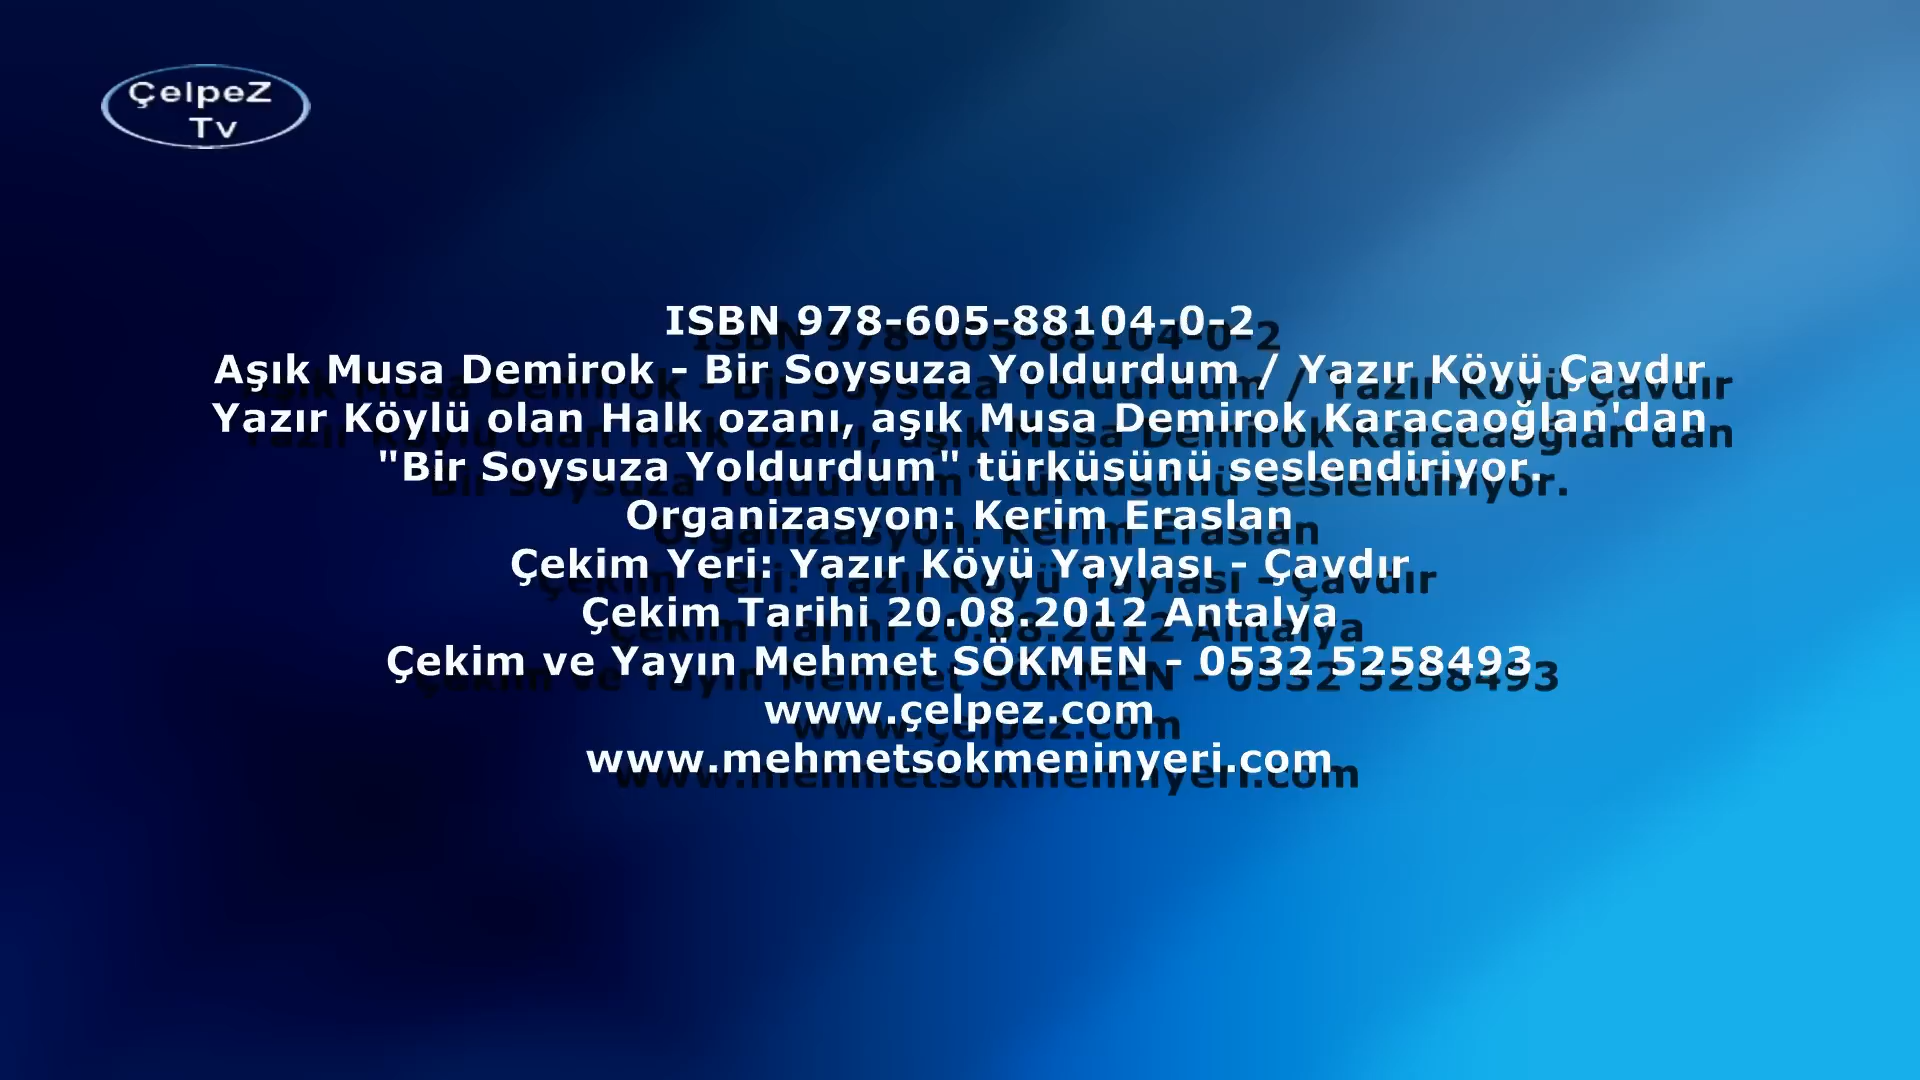 ÇelpeZ
Tv
ISBN 978-605-88104-0-2
Aşık Musa Demirok - Bir Soysuza Yoldurdum / Yazır Köyü Çavdır
Yazır Köylü olan Halk ozanı, aşık Musa Demirok Karacaoğlan'dan
"Bir Soysuza Yoldurdum" türküsünü seslendiriyor.
Organizasyon: Kerim Eraslan
Çekim Yeri: Yazır Köyü Yaylası - Çavdır
Çekim Tarihi 20.08.2012 Antalya
Çekim ve Yayın Mehmet SÖKMEN - 0532 5258493
www.çelpez.com
www.mehmetsokmeninyeri.com